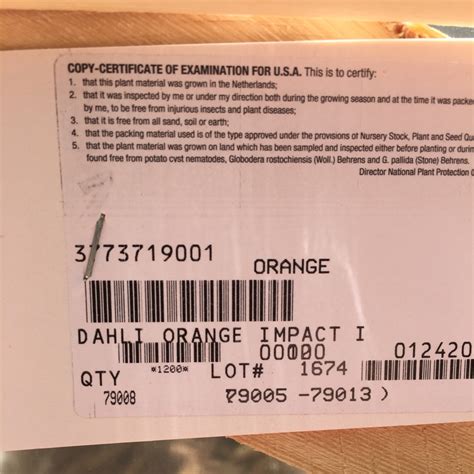 COPY-CERTIFICATE OF EXAMINATION FOR U.S.A. This is to certify:
1. that this plant material was grown in the Netherlands;
2. that it was inspected by me or under my direction both during the growing season and at the time it was packe
by me, to be free from injurious insects and plant diseases;
3. that it is free from all sand, soil or earth;
4. that the packing material used is of the type approved under the provisions of Nursery Stock, Plant and Seed Qu
5. that the plant material was grown on land which has been sampled and inspected either before planting or durin
found free from potato cyst nematodes, Globodera rostochiensis (Woll.) Behrens and G. pallida (Stone) Behrens.
Director National Plant Protection
3773719001
ORANGE
DAHLI ORANGE IMPACT I
012420
QTY *1200* LOT# 1674
79008 79005 -79013 )